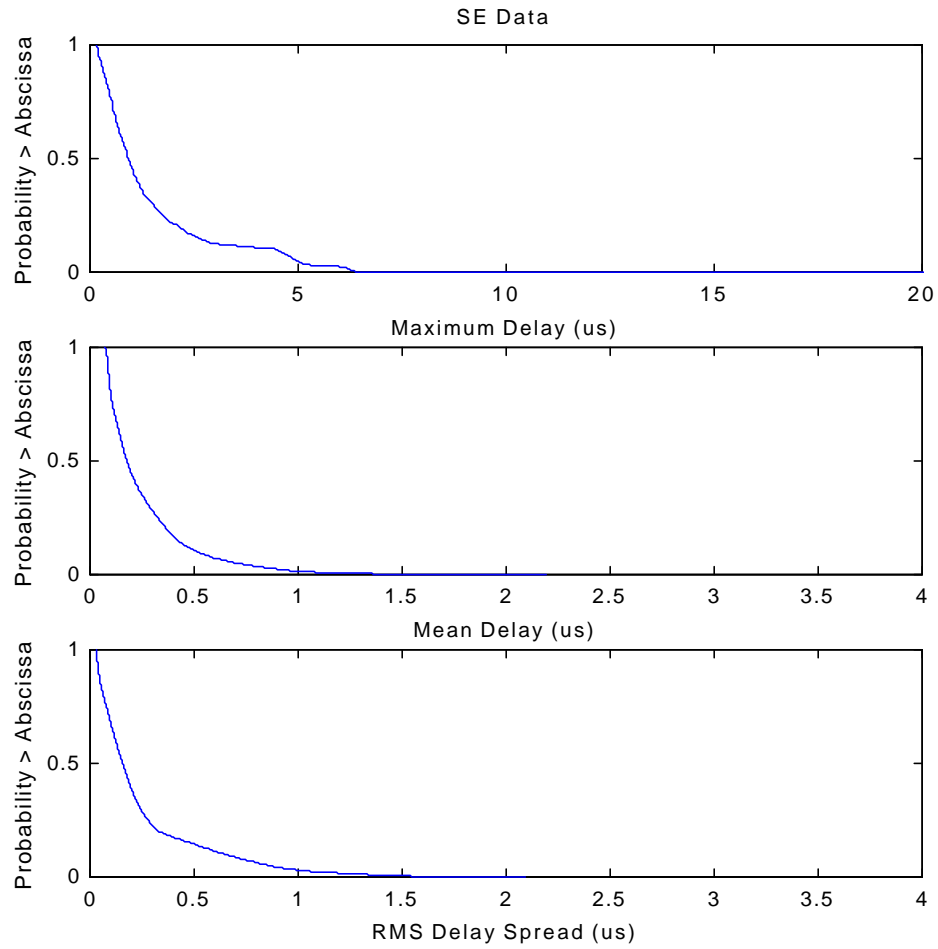 SE Data
Probability > Abscissa
1
0.5
0
0 5 10 15 20
Maximum Delay (us)
Probability > Abscissa
1
0.5
0
0 0.5 1 1.5 2 2.5 3 3.5 4
Mean Delay (us)
Probability > Abscissa
1
0.5
0
0 0.5 1 1.5 2 2.5 3 3.5 4
RMS Delay Spread (us)